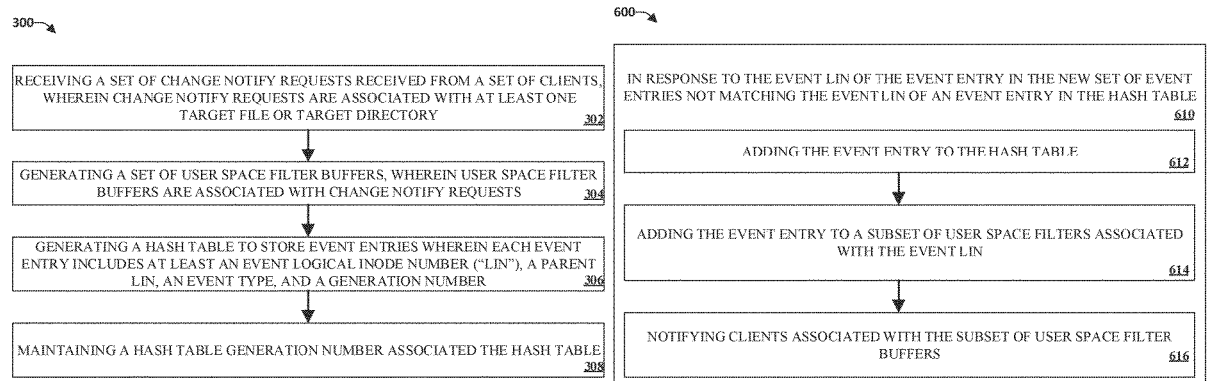 300
RECEIVING A SET OF CHANGE NOTIFY REQUESTS RECEIVED FROM A SET OF CLIENTS,
WHEREIN CHANGE NOTIFY REQUESTS ARE ASSOCIATED WITH AT LEAST ONE
TARGET FILE OR TARGET DIRECTORY
302
GENERATING A SET OF USER SPACE FILTER BUFFERS, WHEREIN USER SPACE FILTER
BUFFERS ARE ASSOCIATED WITH CHANGE NOTIFY REQUESTS
304
GENERATING A HASH TABLE TO STORE EVENT ENTRIES WHEREIN EACH EVENT
ENTRY INCLUDES AT LEAST AN EVENT LOGICAL INODE NUMBER ("LIN"), A PARENT
LIN, AN EVENT TYPE, AND A GENERATION NUMBER
306
MAINTAINING A HASH TABLE GENERATION NUMBER ASSOCIATED THE HASH TABLE
308
600
IN RESPONSE TO THE EVENT LIN OF THE EVENT ENTRY IN THE NEW SET OF EVENT
ENTRIES NOT MATCHING THE EVENT LIN OF AN EVENT ENTRY IN THE HASH TABLE
610
ADDING THE EVENT ENTRY TO THE HASH TABLE
612
ADDING THE EVENT ENTRY TO A SUBSET OF USER SPACE FILTERS ASSOCIATED
WITH THE EVENT LIN
614
NOTIFYING CLIENTS ASSOCIATED WITH THE SUBSET OF USER SPACE FILTER
BUFFERS
616